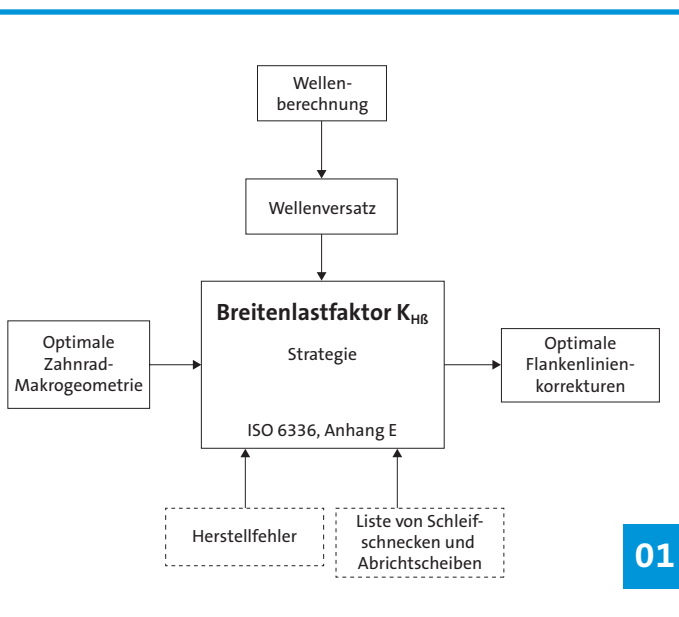 Wellen-
berechnung
Wellenversatz
Breitenlastfaktor K_Hß
Strategie
ISO 6336, Anhang E
Optimale
Zahnrad-
Makrogeometrie
Optimale
Flankenlinien-
korrekturen
Herstellfehler
Liste von Schleif-
schnecken und
Abrichtscheiben
01